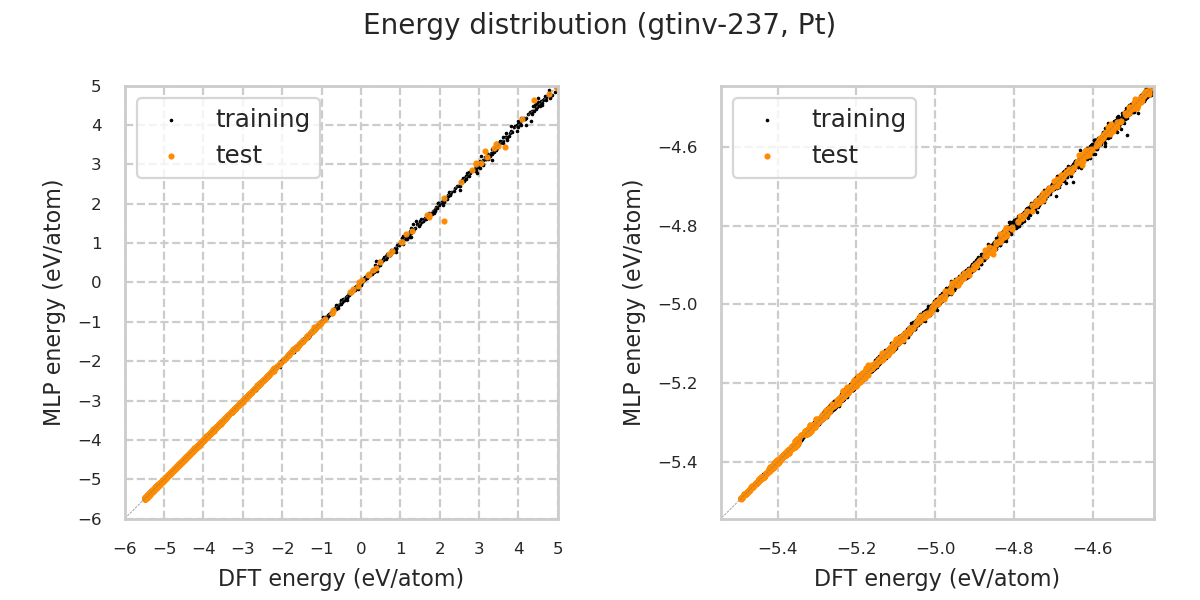 Energy distribution (gtinv-237, Pt)
training
test
5
4
3
2
1
0
−1
−2
−3
−4
−5
−6
−6 −5 −4 −3 −2 −1 0 1 2 3 4 5
MLP energy (eV/atom)
DFT energy (eV/atom)
training
test
−4.6
−4.8
−5.0
−5.2
−5.4
−5.4 −5.2 −5.0 −4.8 −4.6
MLP energy (eV/atom)
DFT energy (eV/atom)